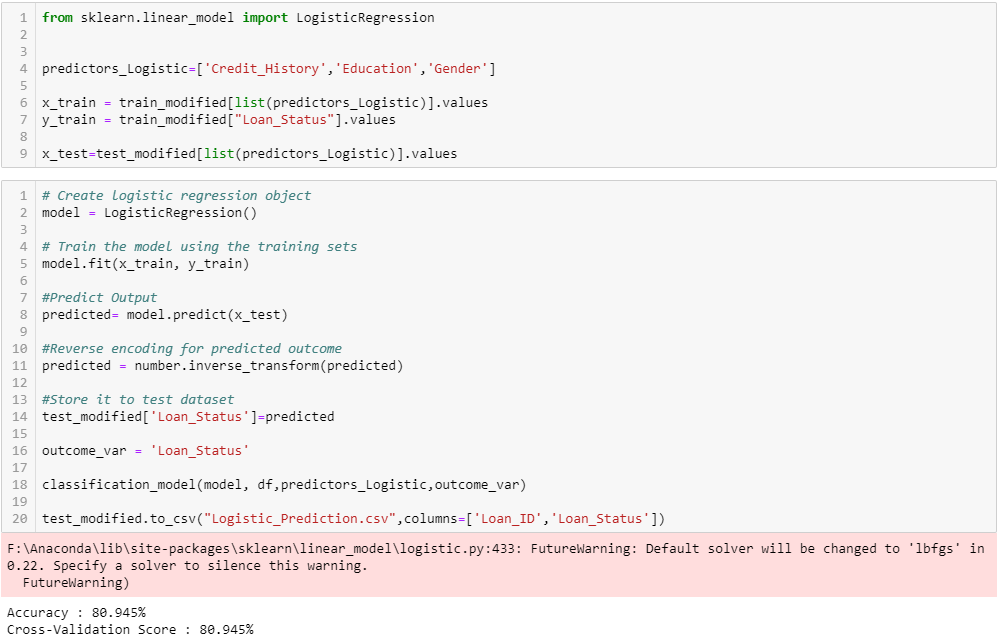 1 from sklearn.linear_model import LogisticRegression
2
3
4 predictors_Logistic=['Credit_History','Education','Gender']
5
6 x_train = train_modified[list(predictors_Logistic)].values
7 y_train = train_modified["Loan_Status"].values
8
9 x_test=test_modified[list(predictors_Logistic)].values
1 # Create logistic regression object
2 model = LogisticRegression()
3
4 # Train the model using the training sets
5 model.fit(x_train, y_train)
6
7 #Predict Output
8 predicted= model.predict(x_test)
9
10 #Reverse encoding for predicted outcome
11 predicted = number.inverse_transform(predicted)
12
13 #Store it to test dataset
14 test_modified['Loan_Status']=predicted
15
16 outcome_var = 'Loan_Status'
17
18 classification_model(model, df,predictors_Logistic,outcome_var)
19
20 test_modified.to_csv("Logistic_Prediction.csv",columns=['Loan_ID','Loan_Status'])
F:\Anaconda\lib\site-packages\sklearn\linear_model\logistic.py:433: FutureWarning: Default solver will be changed to 'lbfgs' in
0.22. Specify a solver to silence this warning.
FutureWarning)
Accuracy : 80.945%
Cross-Validation Score : 80.945%